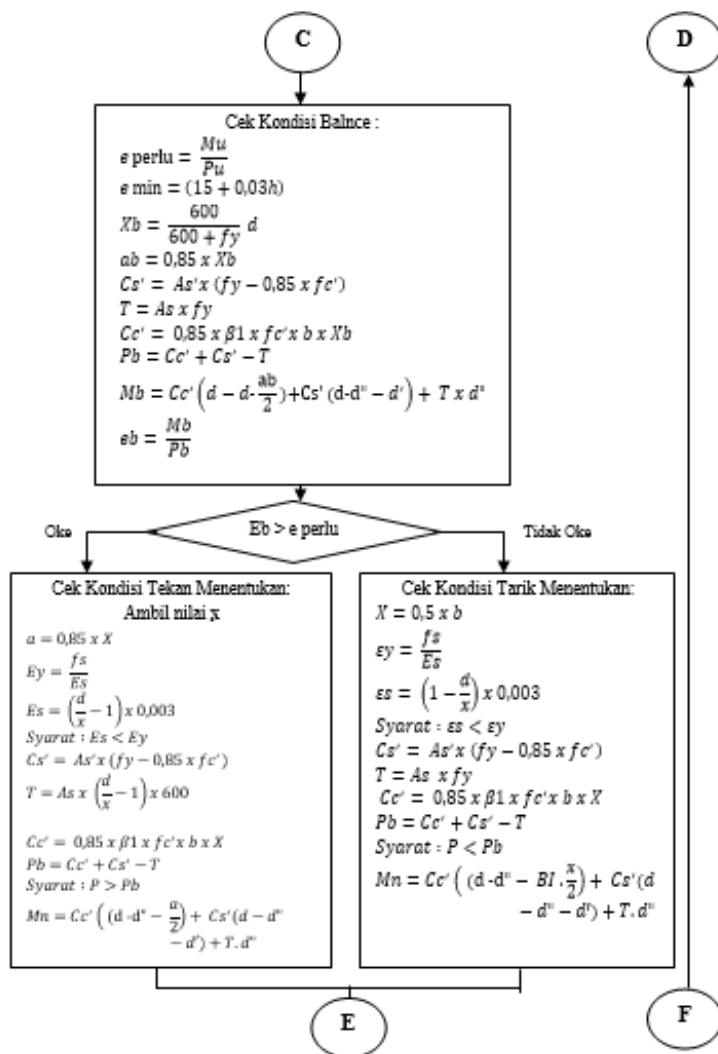 C
D
Cek Kondisi Balnce :
e perlu = Mu/Pu
e min = (15 + 0,03h)
Xb = 600/(600 + fy) d
ab = 0,85 x Xb
Cs' = As'x (fy − 0,85 x fc')
T = As x fy
Cc' = 0,85 x β1 x fc'x b x Xb
Pb = Cc' + Cs' − T
Mb = Cc' (d − d-ab/2)+Cs' (d-d" − d') + T x d"
eb = Mb/Pb
Eb > e perlu
Oke
Tidak Oke
Cek Kondisi Tekan Menentukan:
Ambil nilai x
a = 0,85 x X
Ey = fs/Es
Es = (d/x − 1) x 0,003
Syarat : Es < Ey
Cs' = As'x (fy − 0,85 x fc')
T = As x (d/x − 1) x 600
Cc' = 0,85 x β1 x fc'x b x X
Pb = Cc' + Cs' − T
Syarat : P > Pb
Mn = Cc' ( (d -d" − a/2) + Cs'(d − d"
− d') + T. d"
Cek Kondisi Tarik Menentukan:
X = 0,5 x b
εy = fs/Es
εs = (1 − d/x) x 0,003
Syarat : εs < εy
Cs' = As'x (fy − 0,85 x fc')
T = As x fy
Cc' = 0,85 x β1 x fc'x b x X
Pb = Cc' + Cs' − T
Syarat : P < Pb
Mn = Cc' ( (d -d" − BI .x/2) + Cs'(d
− d" − d') + T. d"
E
F